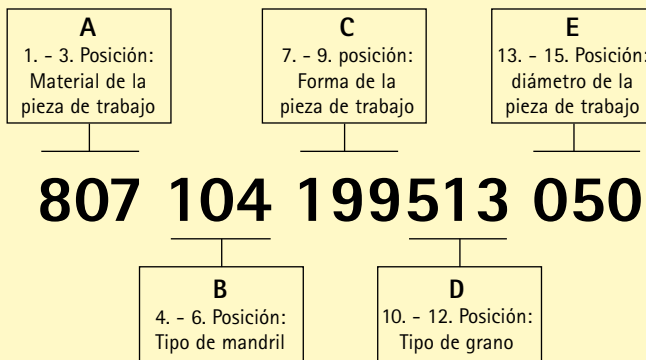 A
1. - 3. Posición:
Material de la
pieza de trabajo
C
7. - 9. posición:
Forma de la
pieza de trabajo
E
13. - 15. Posición:
diámetro de la
pieza de trabajo
807 104 199513 050
B
4. - 6. Posición:
Tipo de mandril
D
10. - 12. Posición:
Tipo de grano